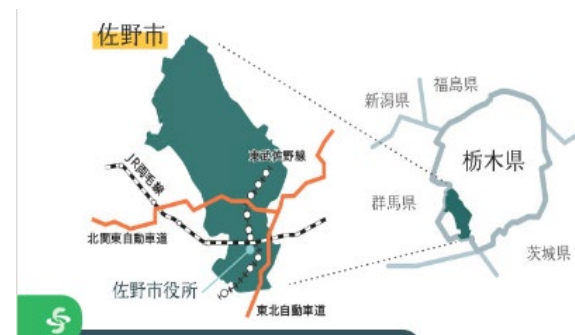 佐野市
福島県
新潟県
JR両毛線
東武佐野線
栃木県
群馬県
北関東自動車道
茨城県
佐野市役所
東北自動車道